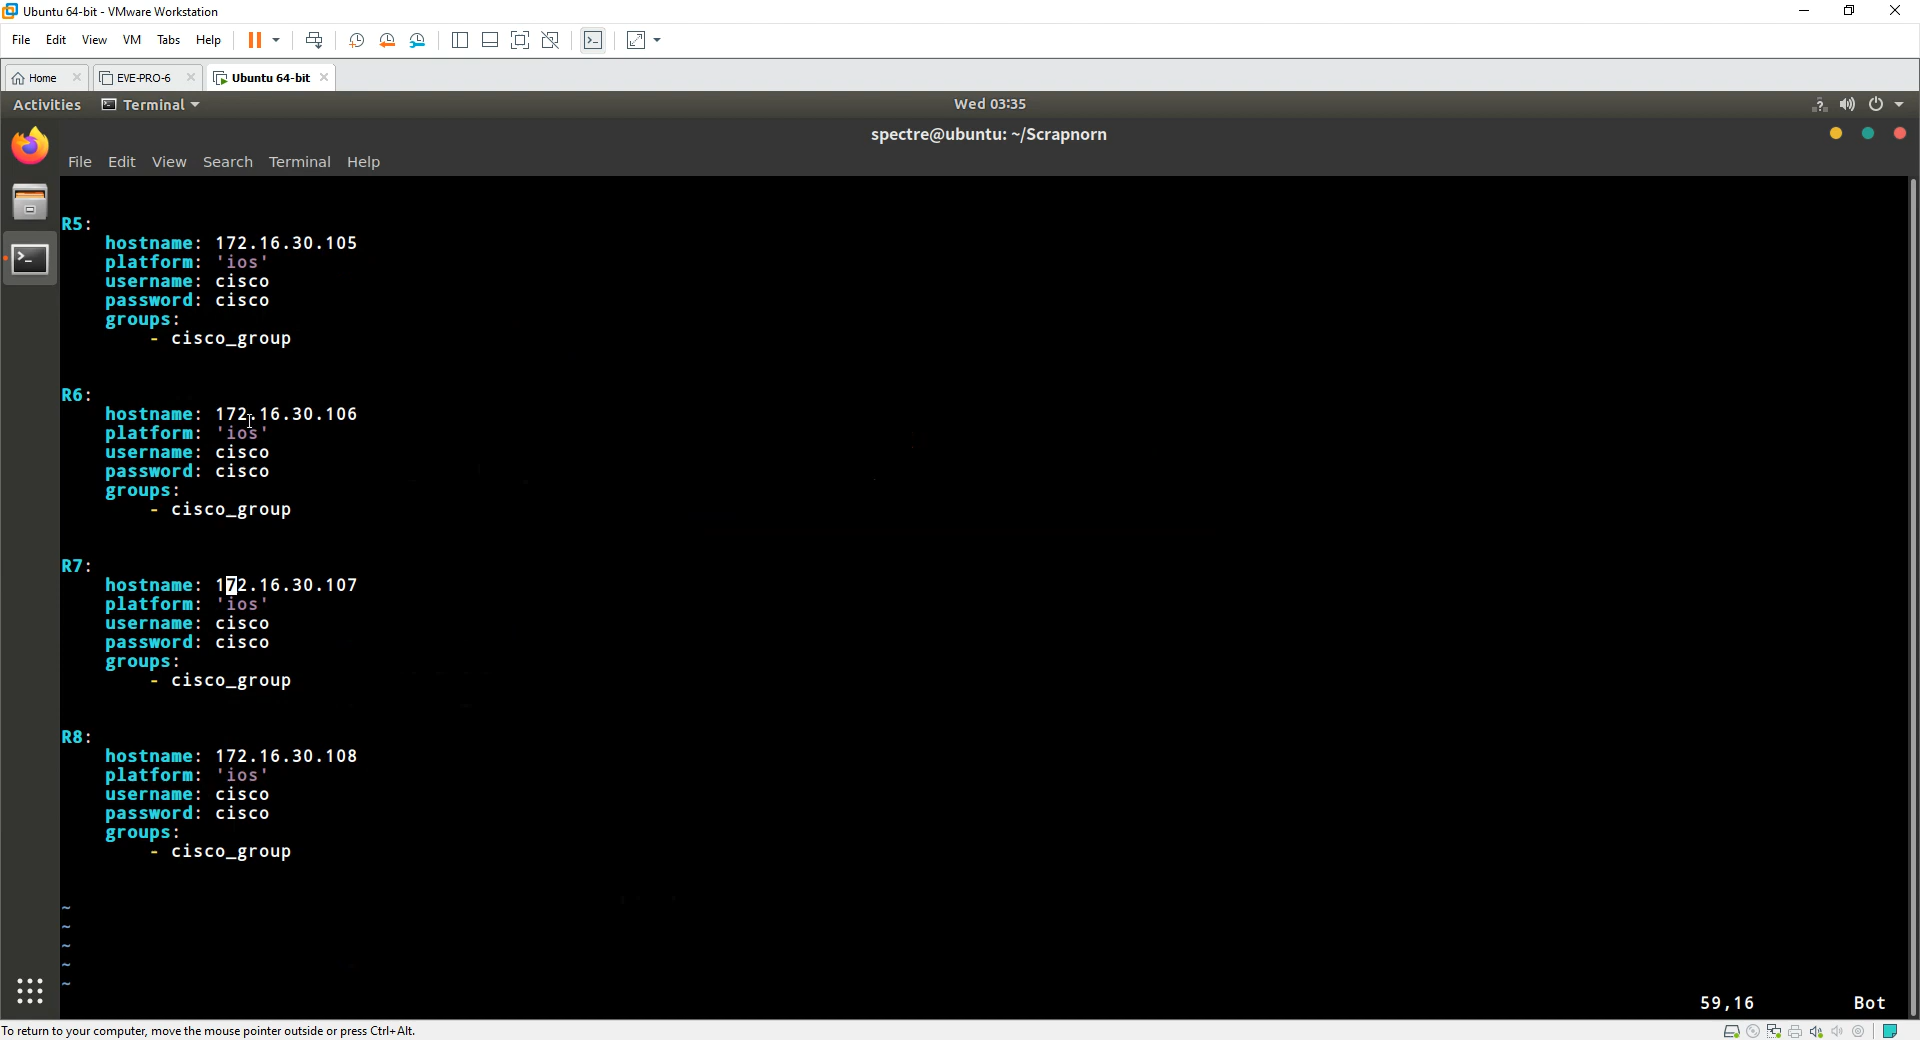 Ubuntu 64-bit - VMware Workstation
File Edit View VM Tabs Help
Home EVE-PRO-6 Ubuntu 64-bit
Activities Terminal Wed 03:35
spectre@ubuntu: ~/Scrapnorn
File Edit View Search Terminal Help
R5:
hostname: 172.16.30.105
platform: 'ios'
username: cisco
password: cisco
groups:
- cisco_group
R6:
hostname: 172.16.30.106
platform: 'ios'
username: cisco
password: cisco
groups:
- cisco_group
R7:
hostname: 172.16.30.107
platform: 'ios'
username: cisco
password: cisco
groups:
- cisco_group
R8:
hostname: 172.16.30.108
platform: 'ios'
username: cisco
password: cisco
groups:
- cisco_group
~
~
~
~
~
59,16 Bot
To return to your computer, move the mouse pointer outside or press Ctrl+Alt.